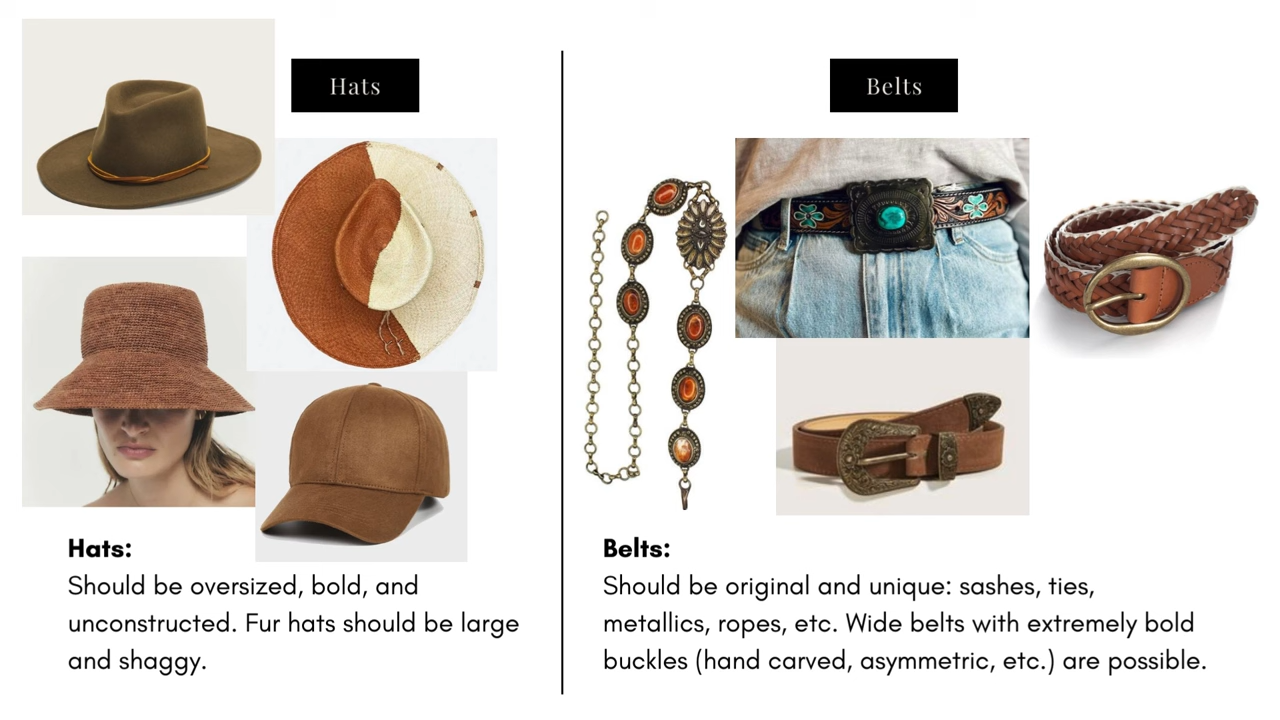 Hats
Hats:
Should be oversized, bold, and
unconstructed. Fur hats should be large
and shaggy.
Belts
Belts:
Should be original and unique: sashes, ties,
metallics, ropes, etc. Wide belts with extremely bold
buckles (hand carved, asymmetric, etc.) are possible.